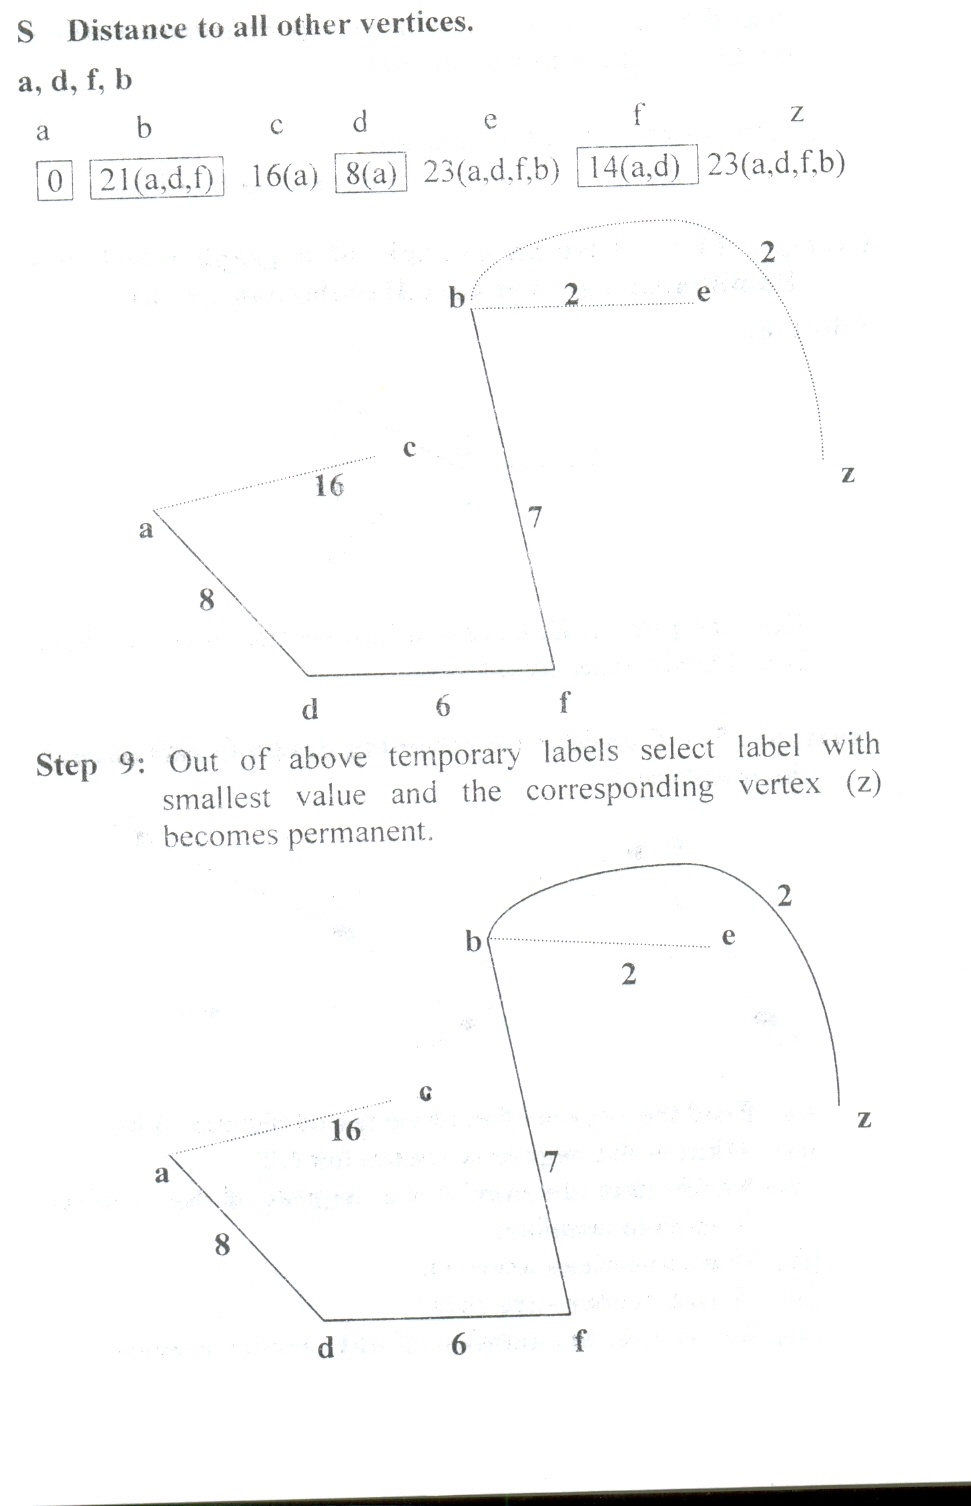 S Distance to all other vertices.
a, d, f, b
a b c d e f z
0 21(a,d,f) 16(a) 8(a) 23(a,d,f,b) 14(a,d) 23(a,d,f,b)
2
b 2 e
c
16
z
a
7
8
d 6 f
Step 9: Out of above temporary labels select label with
smallest value and the corresponding vertex (z)
becomes permanent.
2
b e
2
c
16
z
a
7
8
d 6 f